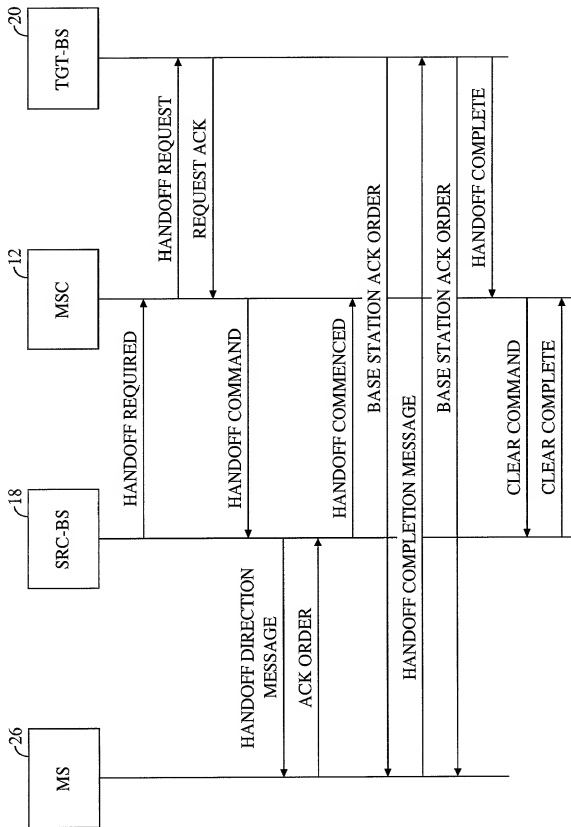 26
MS
18
SRC-BS
12
MSC
20
TGT-BS
HANDOFF REQUIRED
HANDOFF REQUEST
REQUEST ACK
HANDOFF COMMAND
HANDOFF DIRECTION
MESSAGE
ACK ORDER
HANDOFF COMMENCED
BASE STATION ACK ORDER
HANDOFF COMPLETION MESSAGE
BASE STATION ACK ORDER
HANDOFF COMPLETE
CLEAR COMMAND
CLEAR COMPLETE